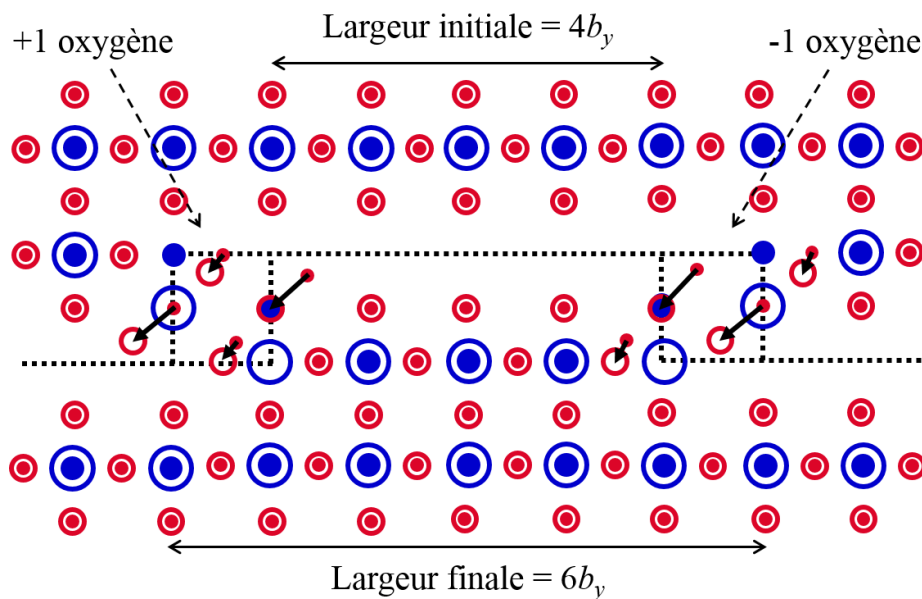 Largeur initiale = 4b_y
+1 oxygène
-1 oxygène
Largeur finale = 6b_y